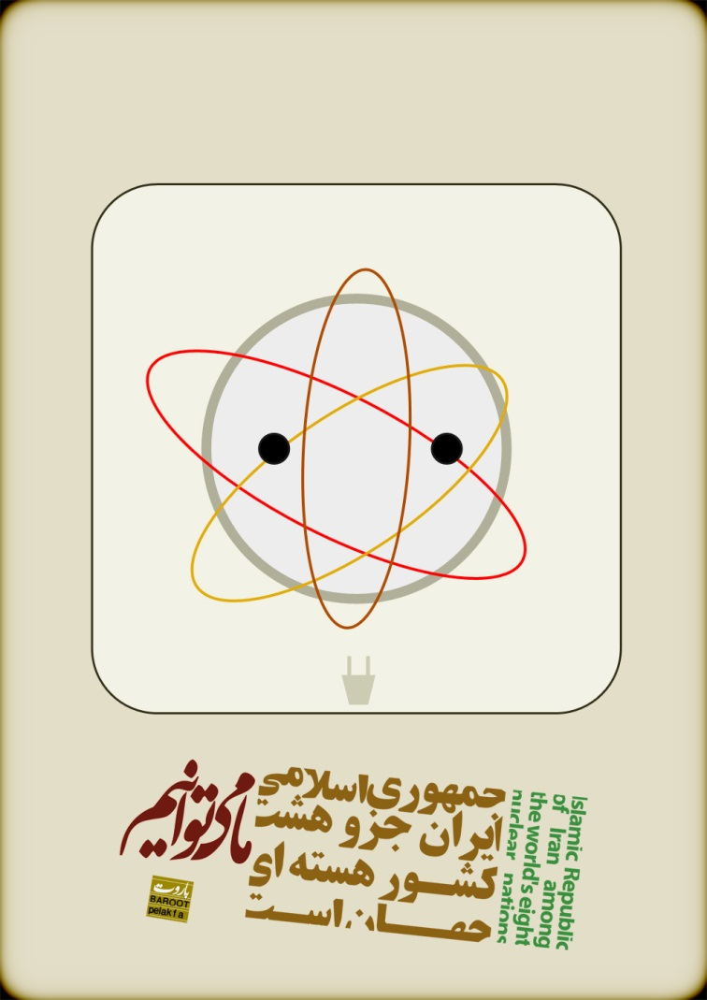 جمهوری اسلامی
ایران جزو هشت
کشور هسته ای
جهان است
ما می توانیم
Islamic Republic
of Iran among
the world's eight
nuclear nations
باروت
BAROOT
pelakfa